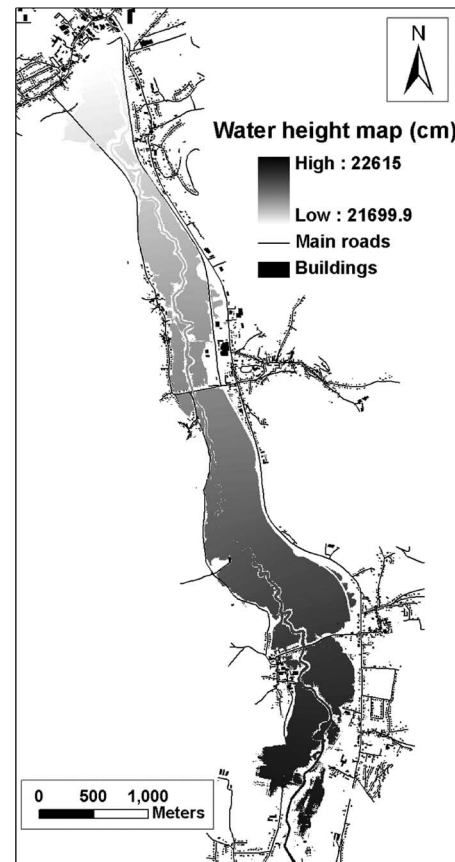 N
Water height map (cm)
High : 22615
Low : 21699.9
Main roads
Buildings
0 500 1,000
Meters